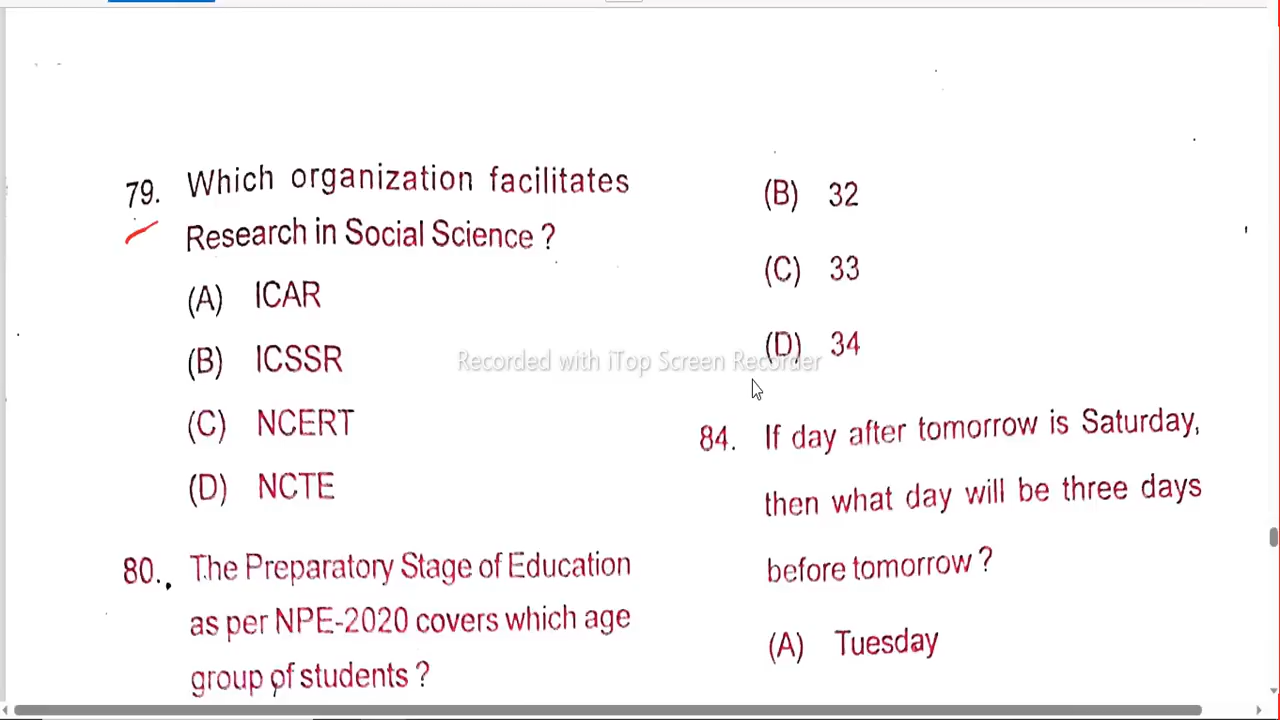 79. Which organization facilitates
Research in Social Science ?
(A) ICAR
(B) ICSSR
(C) NCERT
(D) NCTE
80. The Preparatory Stage of Education
as per NPE-2020 covers which age
group of students ?
(B) 32
(C) 33
(D) 34
84. If day after tomorrow is Saturday,
then what day will be three days
before tomorrow ?
(A) Tuesday
Recorded with iTop Screen Recorder